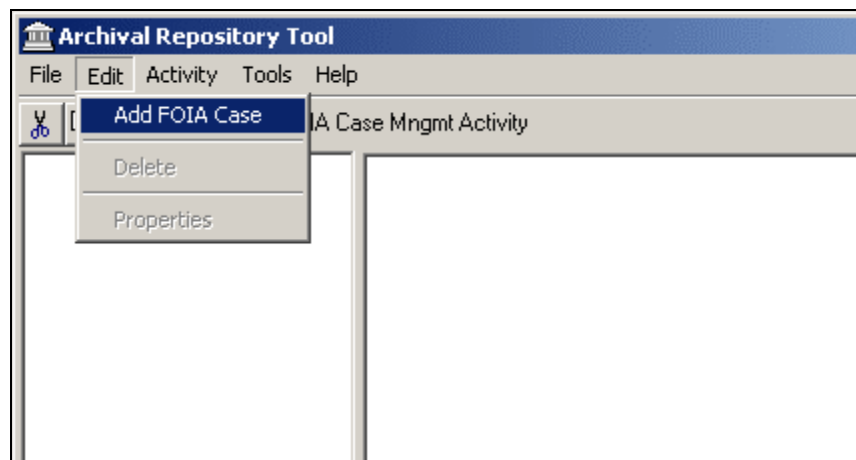 Archival Repository Tool
File Edit Activity Tools Help
Add FOIA Case
IA Case Mngmt Activity
Delete
Properties